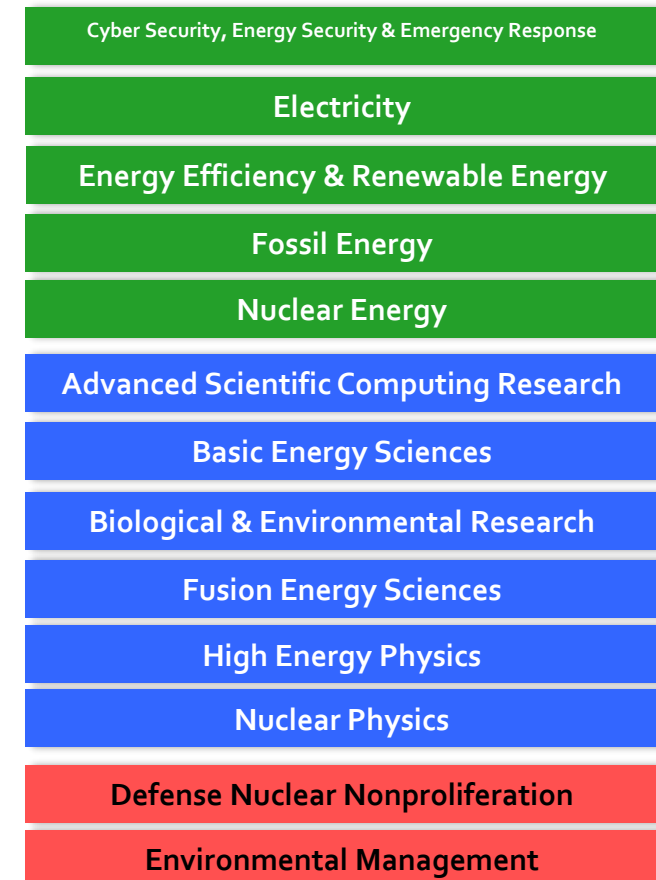 Cyber Security, Energy Security & Emergency Response
Electricity
Energy Efficiency & Renewable Energy
Fossil Energy
Nuclear Energy
Advanced Scientific Computing Research
Basic Energy Sciences
Biological & Environmental Research
Fusion Energy Sciences
High Energy Physics
Nuclear Physics
Defense Nuclear Nonproliferation
Environmental Management